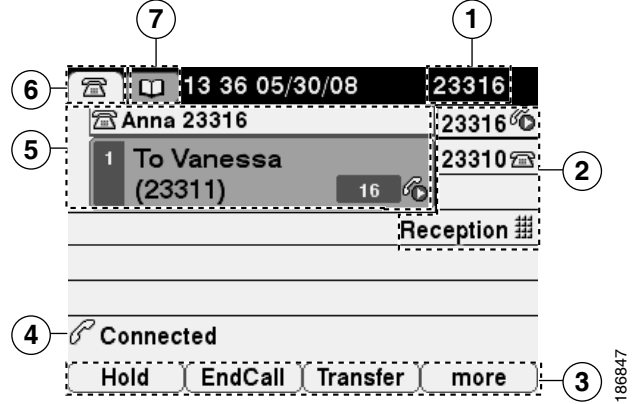 7 1
6 13 36 05/30/08 23316
Anna 23316 23316
5 1 To Vanessa 23310 2
(23311) 16
Reception
4 Connected
Hold EndCall Transfer more 3
186847